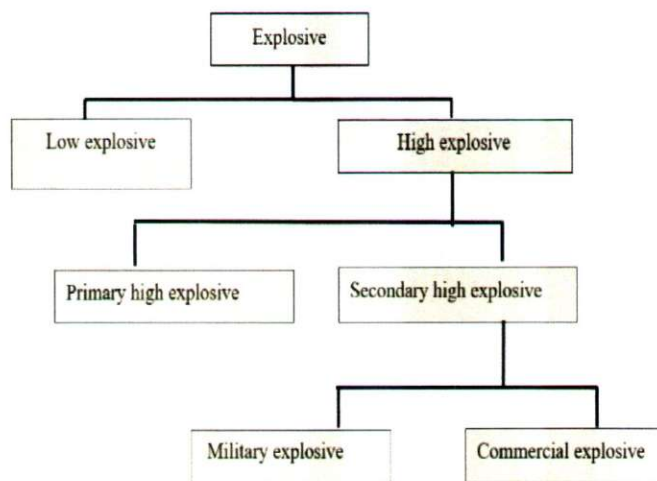 Explosive
Low explosive
High explosive
Primary high explosive
Secondary high explosive
Military explosive
Commercial explosive